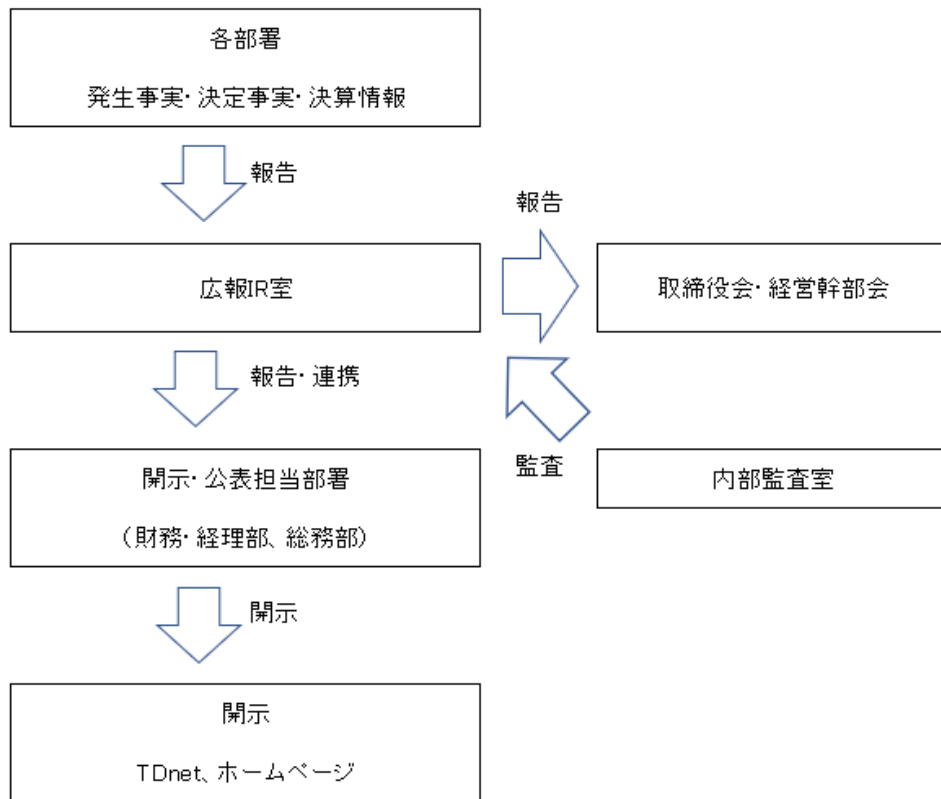 各部署
発生事実・決定事実・決算情報
報告
報告
広報IR室
取締役会・経営幹部会
報告・連携
開示・公表担当部署
（財務・経理部、総務部）
監査
内部監査室
開示
開示
TDnet、ホームページ